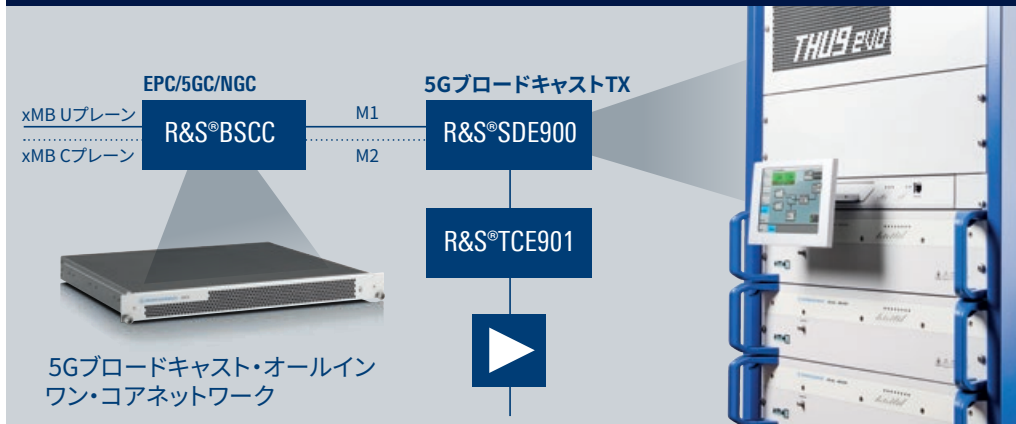 THU9 evo
EPC/5GC/NGC
5GブロードキャストTX
xMB Uプレーン
R&S®BSCC
M1
R&S®SDE900
xMB Cプレーン
M2
R&S®TCE901
5Gブロードキャスト・オールイン
ワン・コアネットワーク